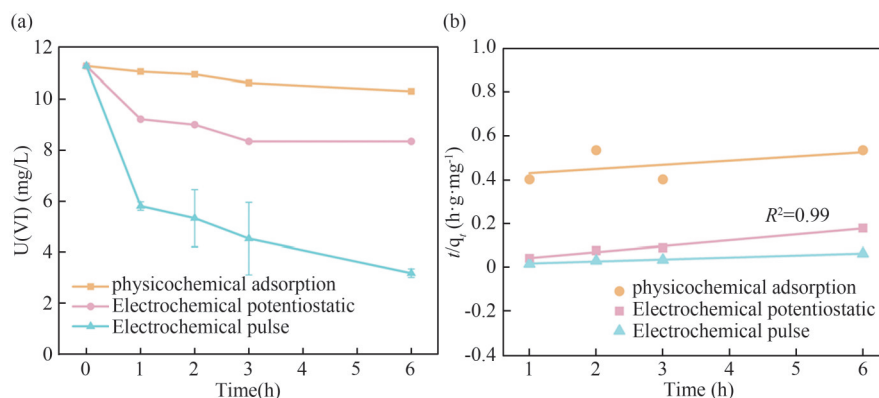 (a)
U(VI) (mg/L)
12
10
8
6
4
2
0
physicochemical adsorption
Electrochemical potentiostatic
Electrochemical pulse
0 1 2 3 4 5 6
Time(h)
(b)
t/qₜ (h·g·mg⁻¹)
1.0
0.8
0.6
0.4
0.2
0
-0.2
-0.4
R²=0.99
physicochemical adsorption
Electrochemical potentiostatic
Electrochemical pulse
1 2 3 4 5 6
Time (h)